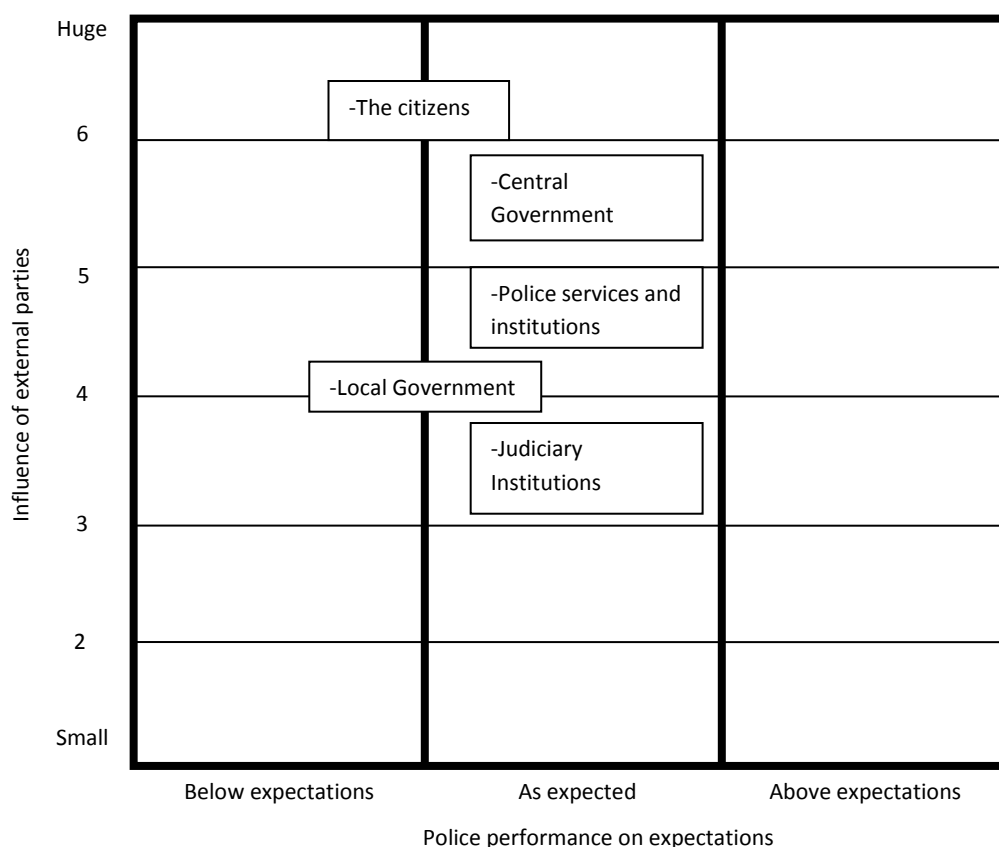 Huge
-The citizens
6
-Central
Government
5
-Police services and
institutions
4
-Local Government
-Judiciary
Institutions
3
2
Small
Influence of external parties
Below expectations
As expected
Above expectations
Police performance on expectations